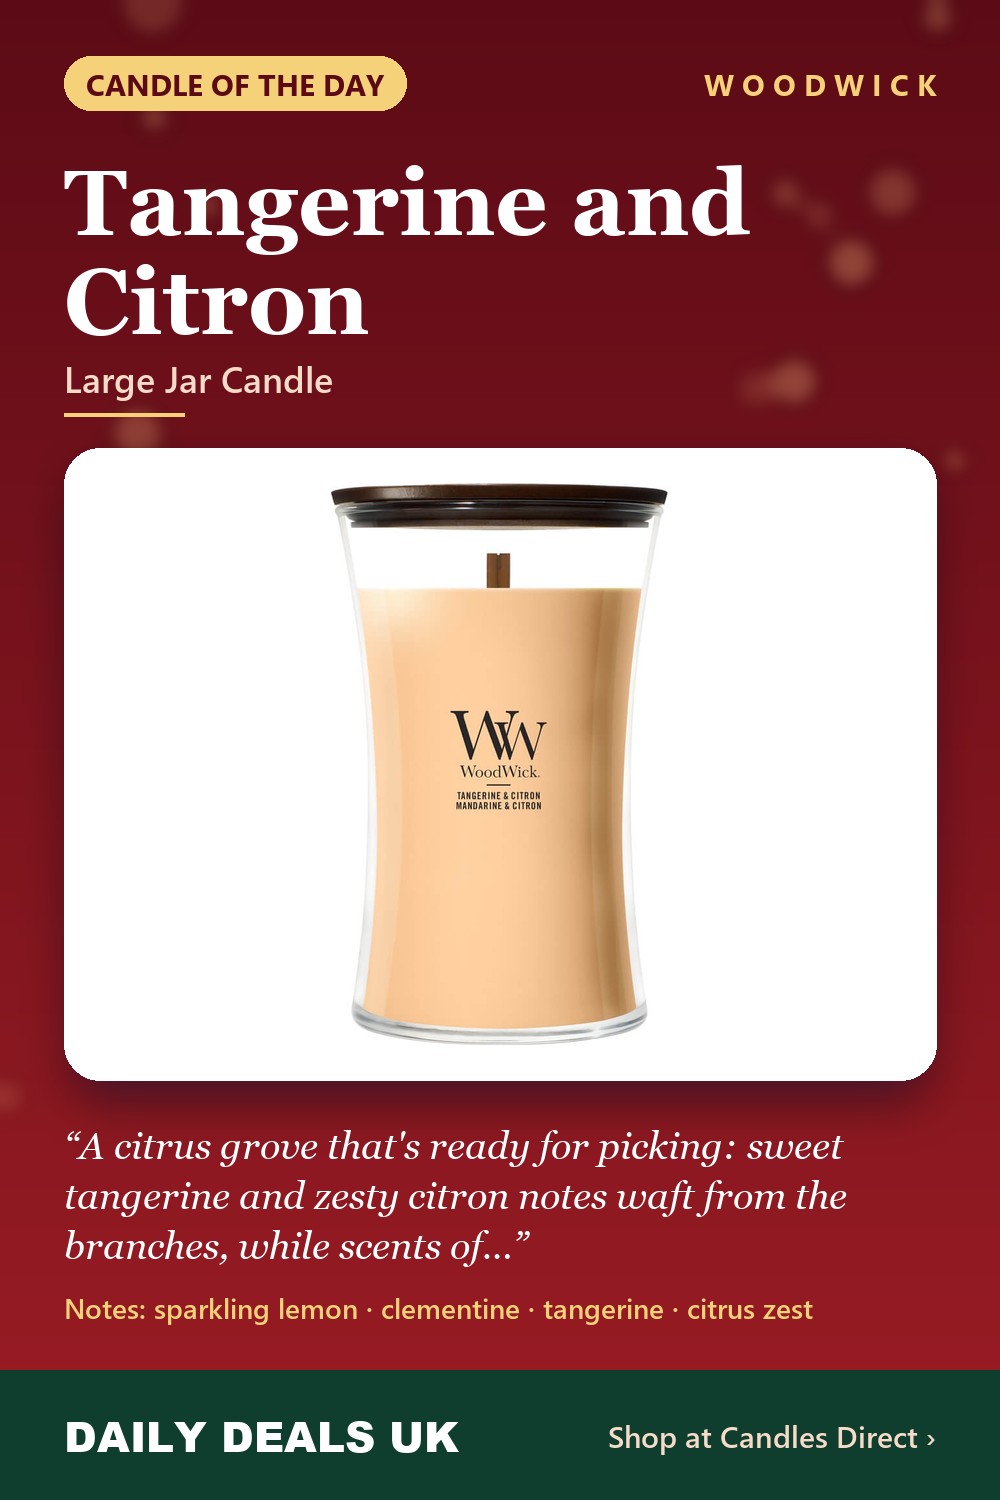 CANDLE OF THE DAY
WOODWICK
Tangerine and
Citron
Large Jar Candle
WW
WoodWick.
TANGERINE & CITRON
MANDARINE & CITRON
“A citrus grove that's ready for picking: sweet
tangerine and zesty citron notes waft from the
branches, while scents of...”
Notes: sparkling lemon · clementine · tangerine · citrus zest
DAILY DEALS UK
Shop at Candles Direct ›